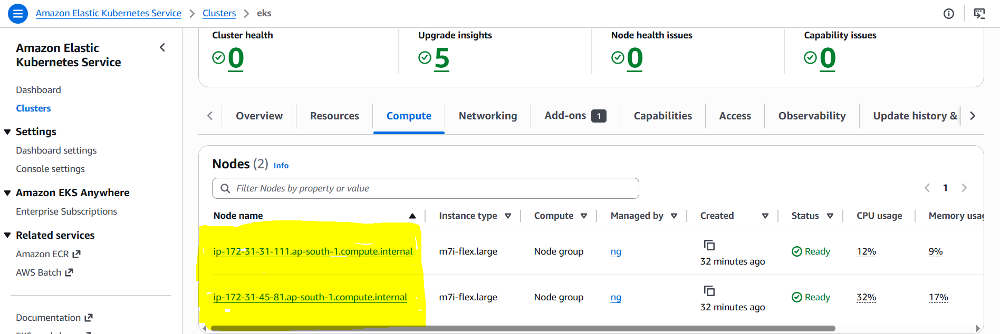 Amazon Elastic Kubernetes Service > Clusters > eks
Amazon Elastic
Kubernetes Service
Dashboard
Clusters
Settings
Dashboard settings
Console settings
Amazon EKS Anywhere
Enterprise Subscriptions
Related services
Amazon ECR
AWS Batch
Documentation
Cluster health
0
Upgrade insights
5
Node health issues
0
Capability issues
0
Overview Resources Compute Networking Add-ons 1 Capabilities Access Observability Update history &
Nodes (2) Info
Filter Nodes by property or value
1
Node name Instance type Compute Managed by Created Status CPU usage Memory usag
ip-172-31-31-111.ap-south-1.compute.internal m7i-flex.large Node group ng 32 minutes ago Ready 12% 9%
ip-172-31-45-81.ap-south-1.compute.internal m7i-flex.large Node group ng 32 minutes ago Ready 32% 17%